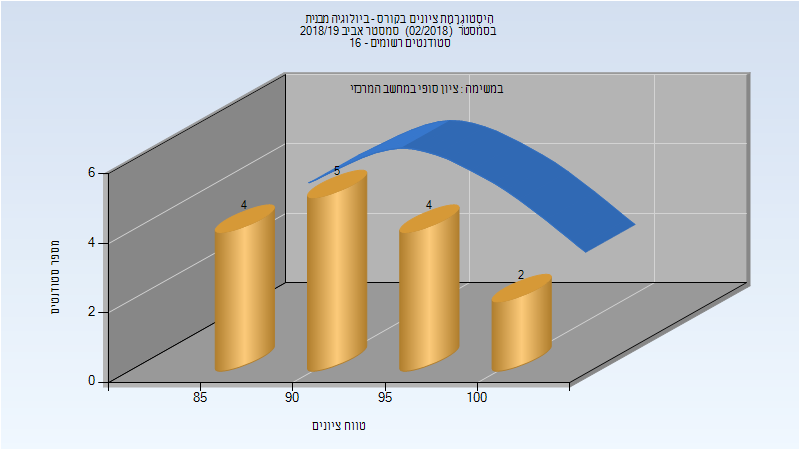 היסטוגרמת ציונים בקורס - ביולוגיה מבנית
בסמסטר (02/2018) סמסטר אביב 2018/19
סטודנטים רשומים - 16
במשימה : ציון סופי במחשב המרכזי
6
4
2
0
4
5
4
2
85
90
95
100
מספר סטודנטים
טווח ציונים